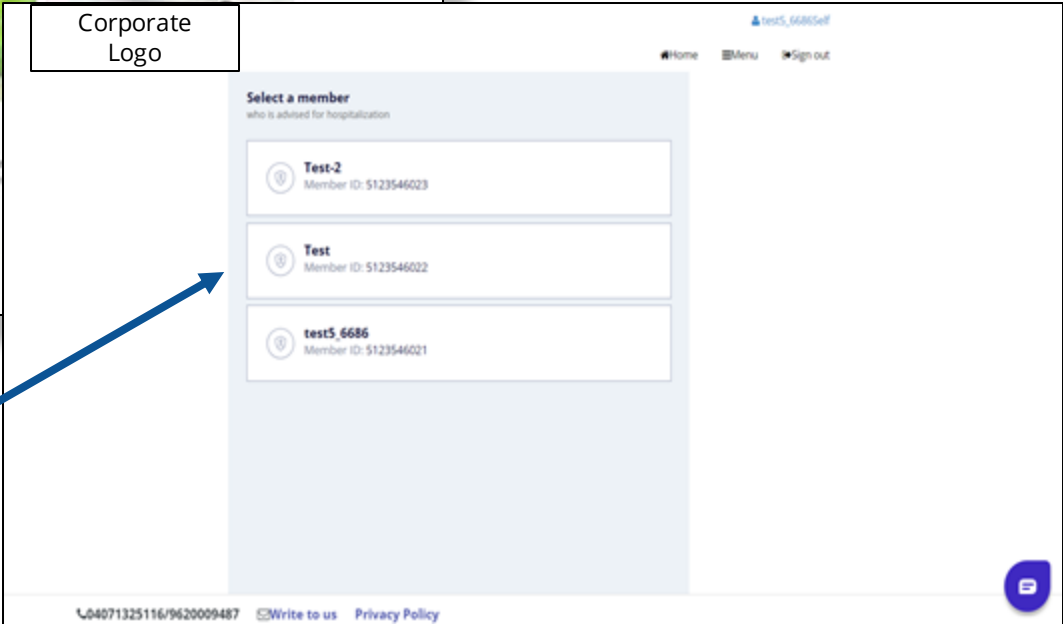 Corporate
Logo
test5_6686Self
Home Menu Sign out
Select a member
who is advised for hospitalization
Test-2
Member ID: 5123546023
Test
Member ID: 5123546022
test5_6686
Member ID: 5123546021
04071325116/9620009487 Write to us Privacy Policy